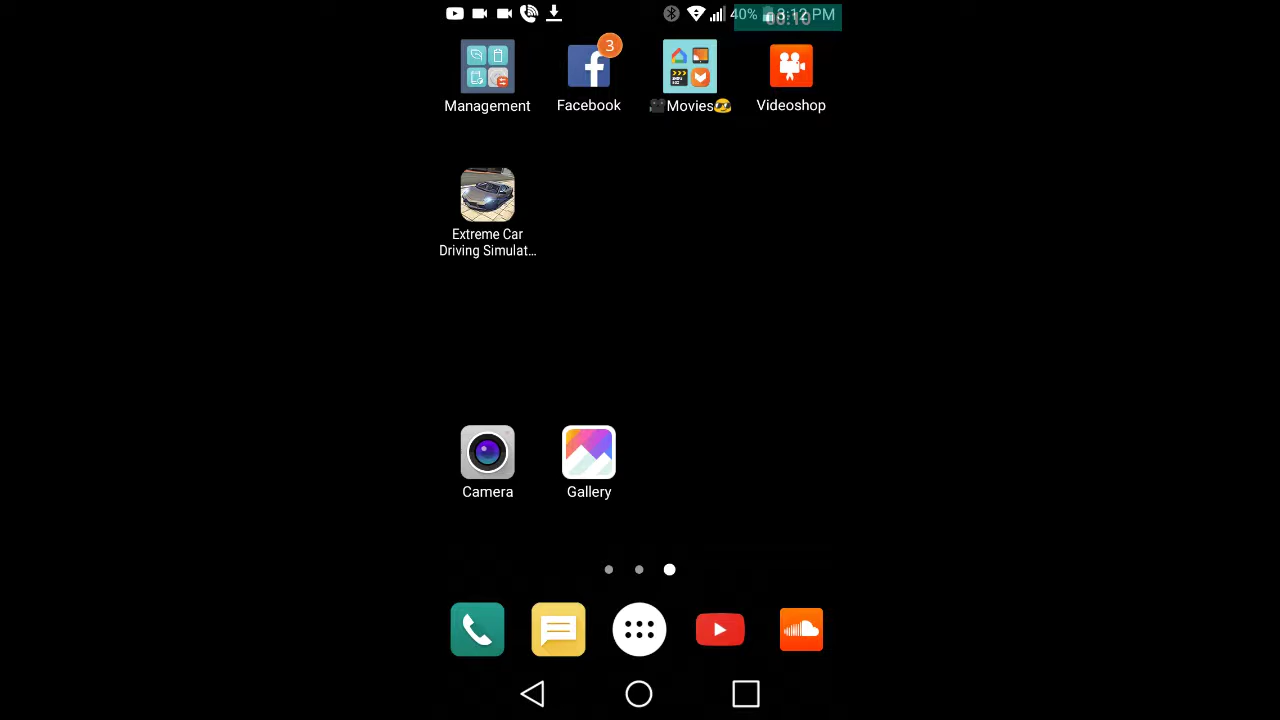 40% 3:12 PM
3
Management
Facebook
🎥Movies😎
Videoshop
Extreme Car
Driving Simulat...
Camera
Gallery